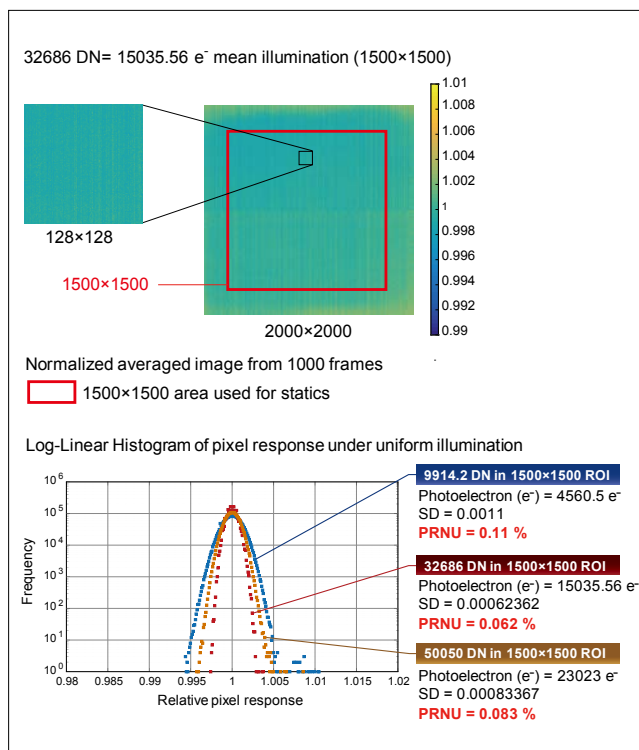 32686 DN= 15035.56 e- mean illumination (1500×1500)
1.01
1.008
1.006
1.004
1.002
1
0.998
0.996
0.994
0.992
0.99
128×128
1500×1500
2000×2000
Normalized averaged image from 1000 frames
1500×1500 area used for statics
Log-Linear Histogram of pixel response under uniform illumination
Frequency
10⁶
10⁵
10⁴
10³
10²
10¹
10⁰
0.98
0.985
0.99
0.995
1
1.005
1.01
1.015
1.02
Relative pixel response
9914.2 DN in 1500×1500 ROI
Photoelectron (e-) = 4560.5 e-
SD = 0.0011
PRNU = 0.11 %
32686 DN in 1500×1500 ROI
Photoelectron (e-) = 15035.56 e-
SD = 0.00062362
PRNU = 0.062 %
50050 DN in 1500×1500 ROI
Photoelectron (e-) = 23023 e-
SD = 0.00083367
PRNU = 0.083 %